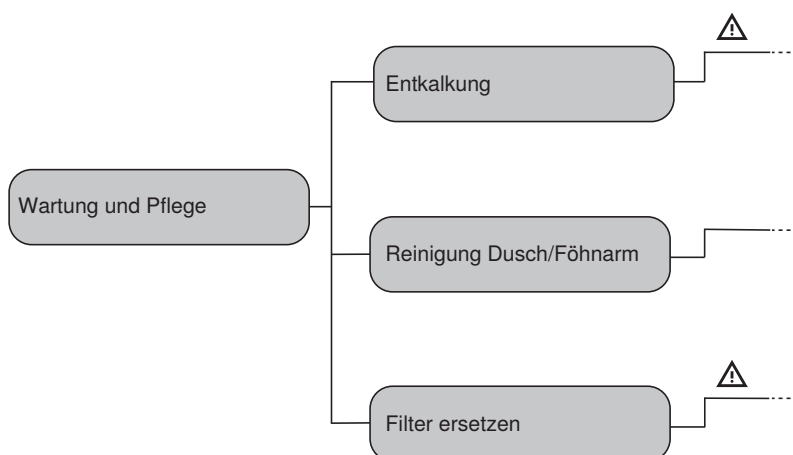 Entkalkung
Wartung und Pflege
Reinigung Dusch/Föhnarm
Filter ersetzen